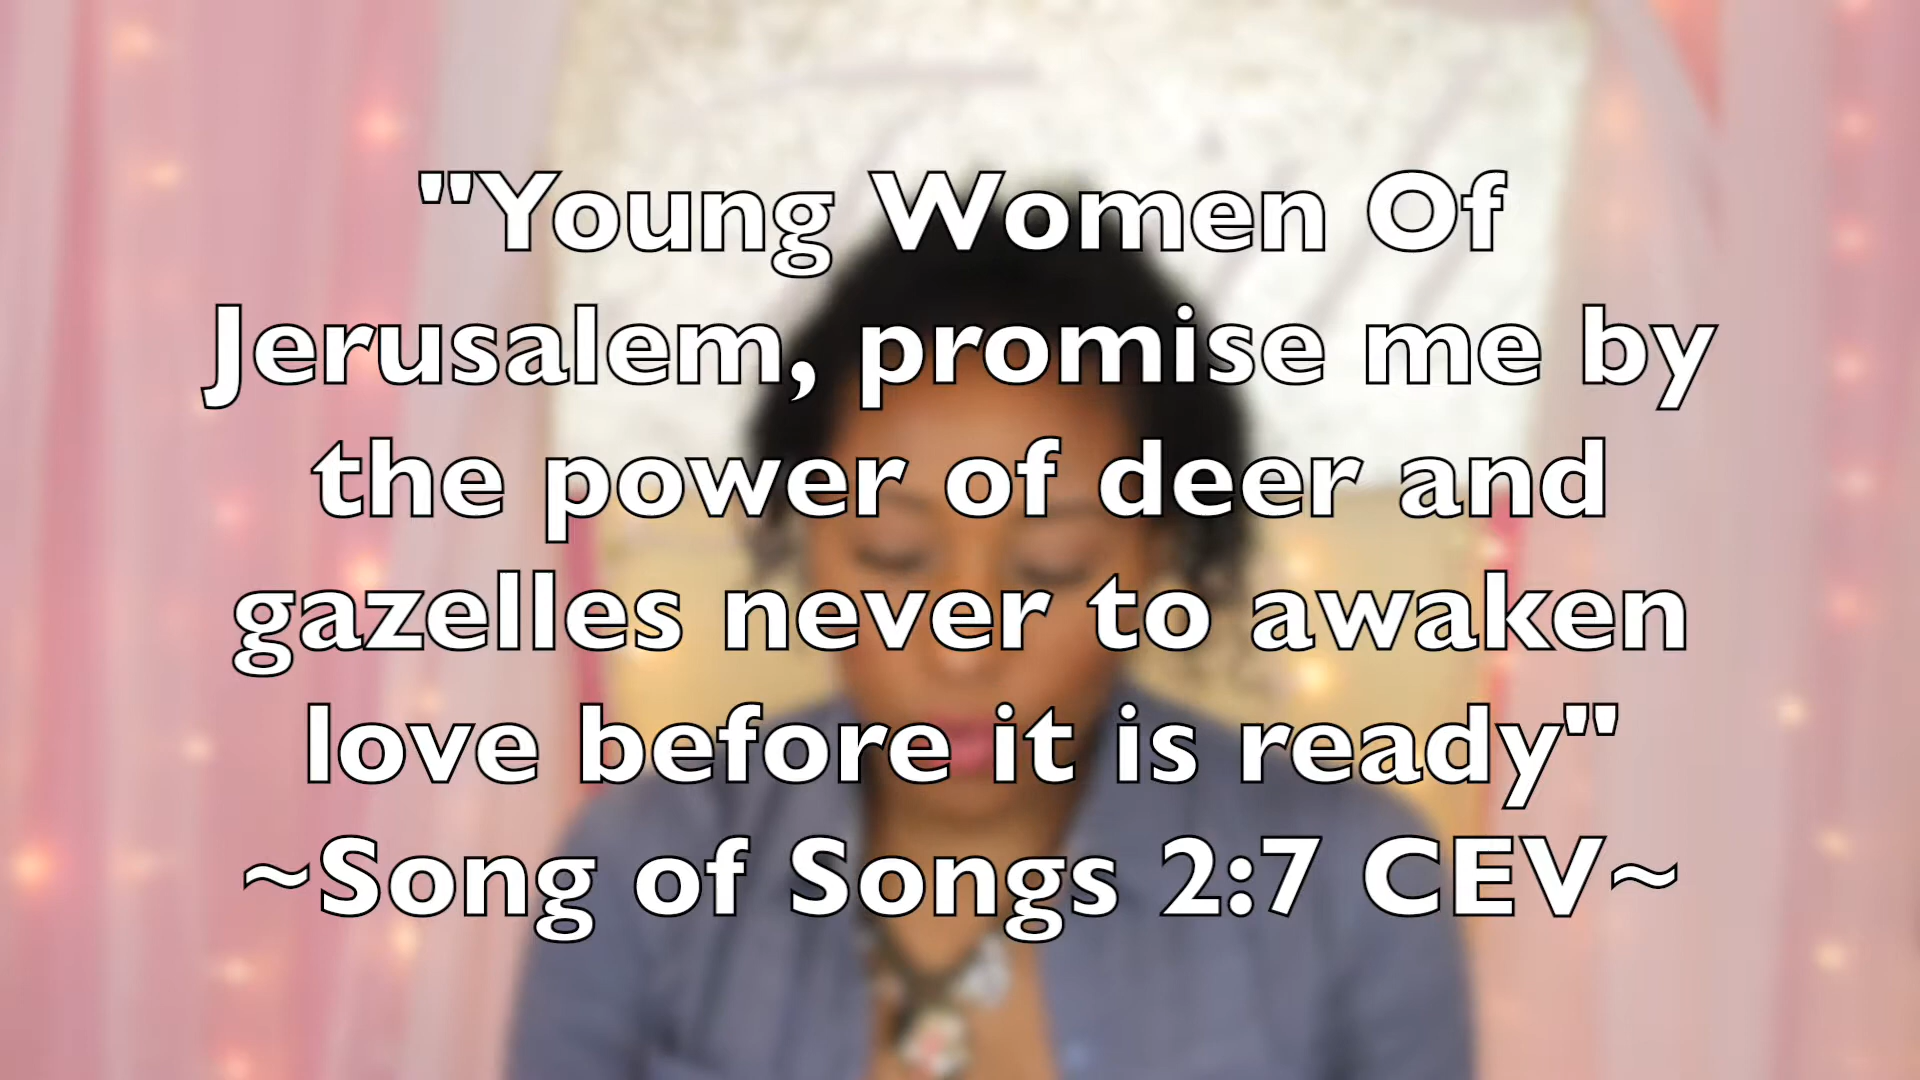 "Young Women Of
Jerusalem, promise me by
the power of deer and
gazelles never to awaken
love before it is ready"
~Song of Songs 2:7 CEV~